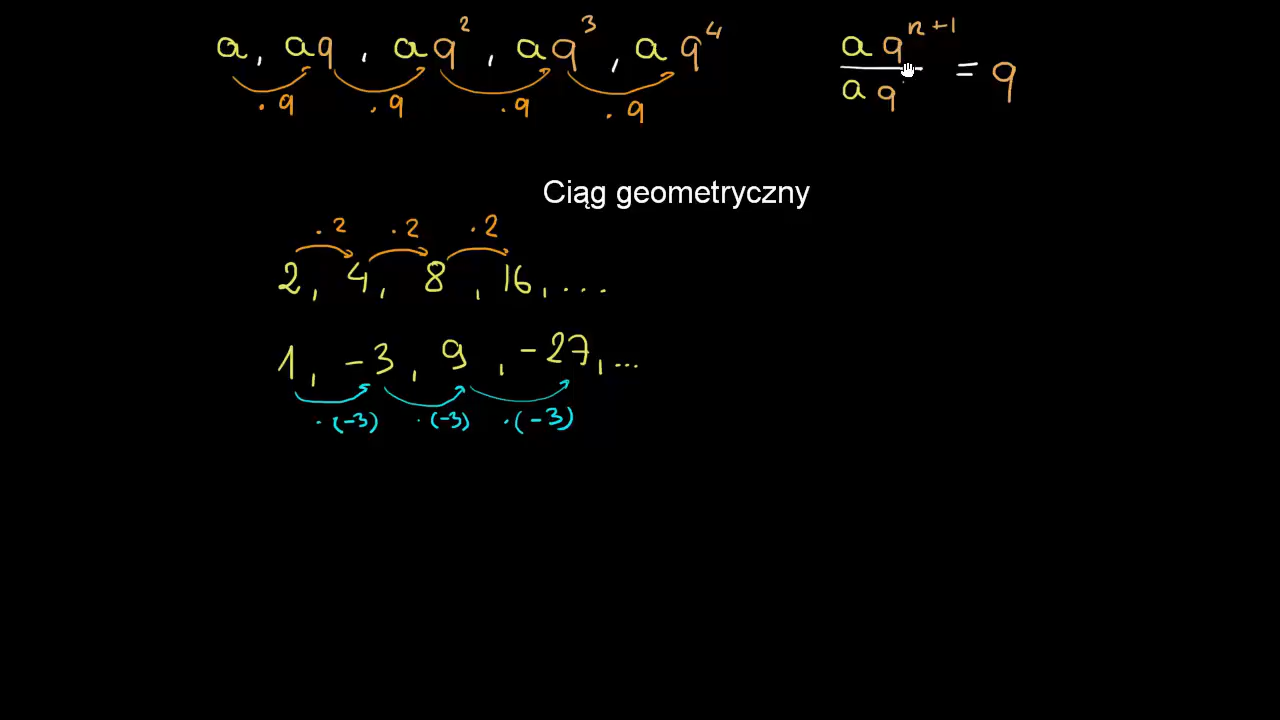 a, aq, aq², aq³, aq⁴
·q ·q ·q ·q
aqⁿ⁺¹
aq
= q
Ciąg geometryczny
·2 ·2 ·2
2, 4, 8, 16, ...
1, -3, 9, -27, ...
·(-3) ·(-3) ·(-3)